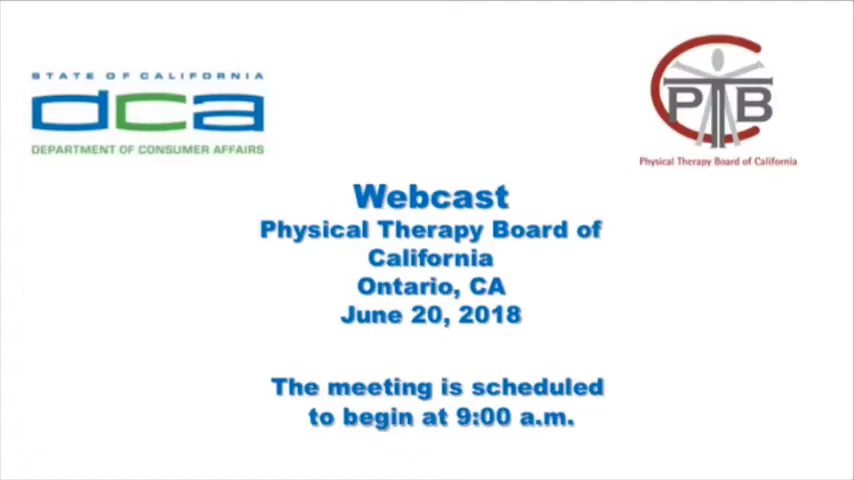 STATE OF CALIFORNIA
dca
DEPARTMENT OF CONSUMER AFFAIRS
PTB
Physical Therapy Board of California
Webcast
Physical Therapy Board of
California
Ontario, CA
June 20, 2018
The meeting is scheduled
to begin at 9:00 a.m.